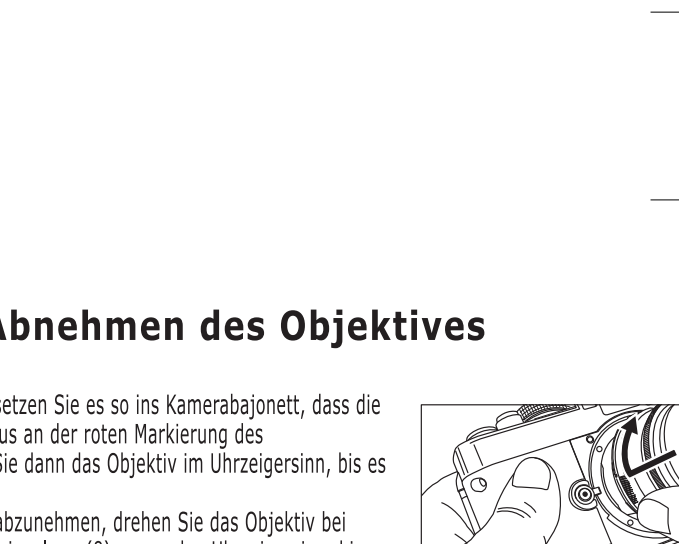 Abnehmen des Objektives
setzen Sie es so ins Kamerabajonett, dass die
us an der roten Markierung des
Sie dann das Objektiv im Uhrzeigersinn, bis es
abzunehmen, drehen Sie das Objektiv bei